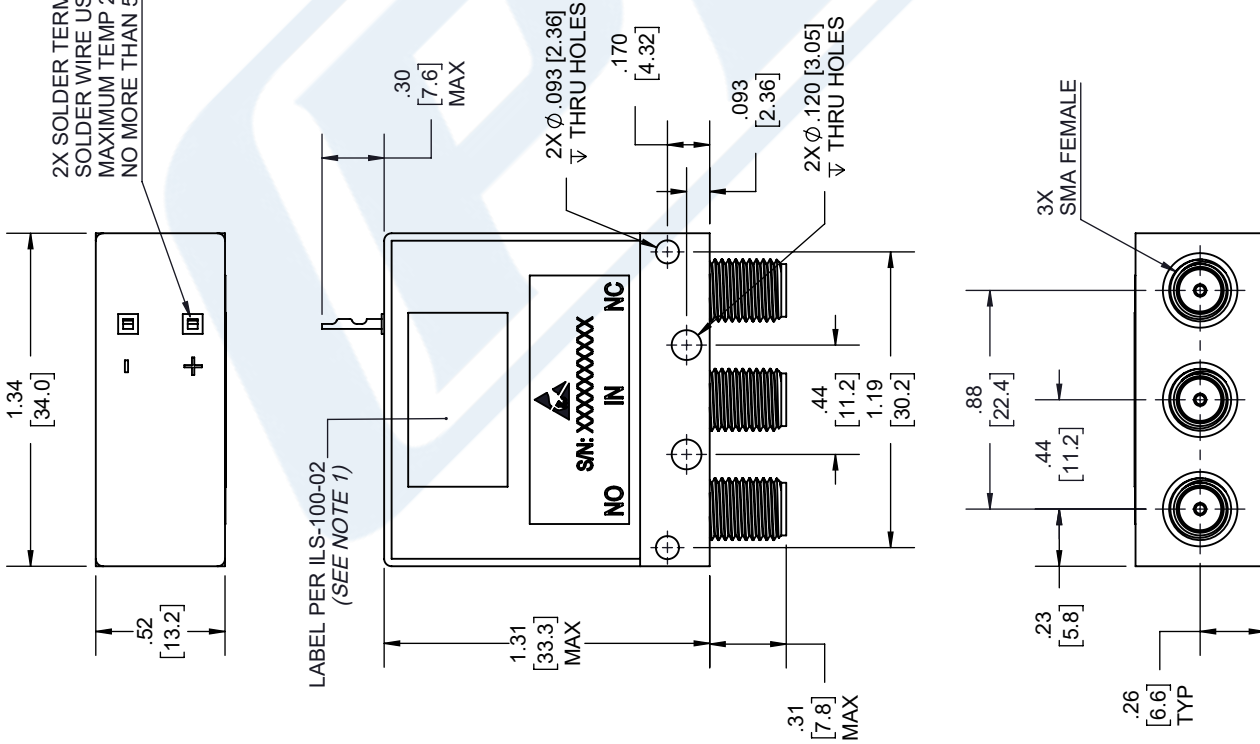 1.34
[34.0]
2X SOLDER
SOLDER WIRE
MAXIMUM TEMP
NO MORE THAN
-
+
.52
[13.2]
.30
[7.6]
MAX
LABEL PER ILS-100-02
(SEE NOTE 1)
2X Ø.093 [2.36]
↧ THRU HOLES
.170
[4.32]
.093
[2.36]
2X Ø.120 [3.05]
↧ THRU HOLES
S/N: XXXXXXXXX
NO IN NC
1.31
[33.3]
MAX
.44
[11.2]
1.19
[30.2]
.31
[7.8]
MAX
3X
SMA FEMALE
.88
[22.4]
.44
[11.2]
.23
[5.8]
.26
[6.6]
TYP